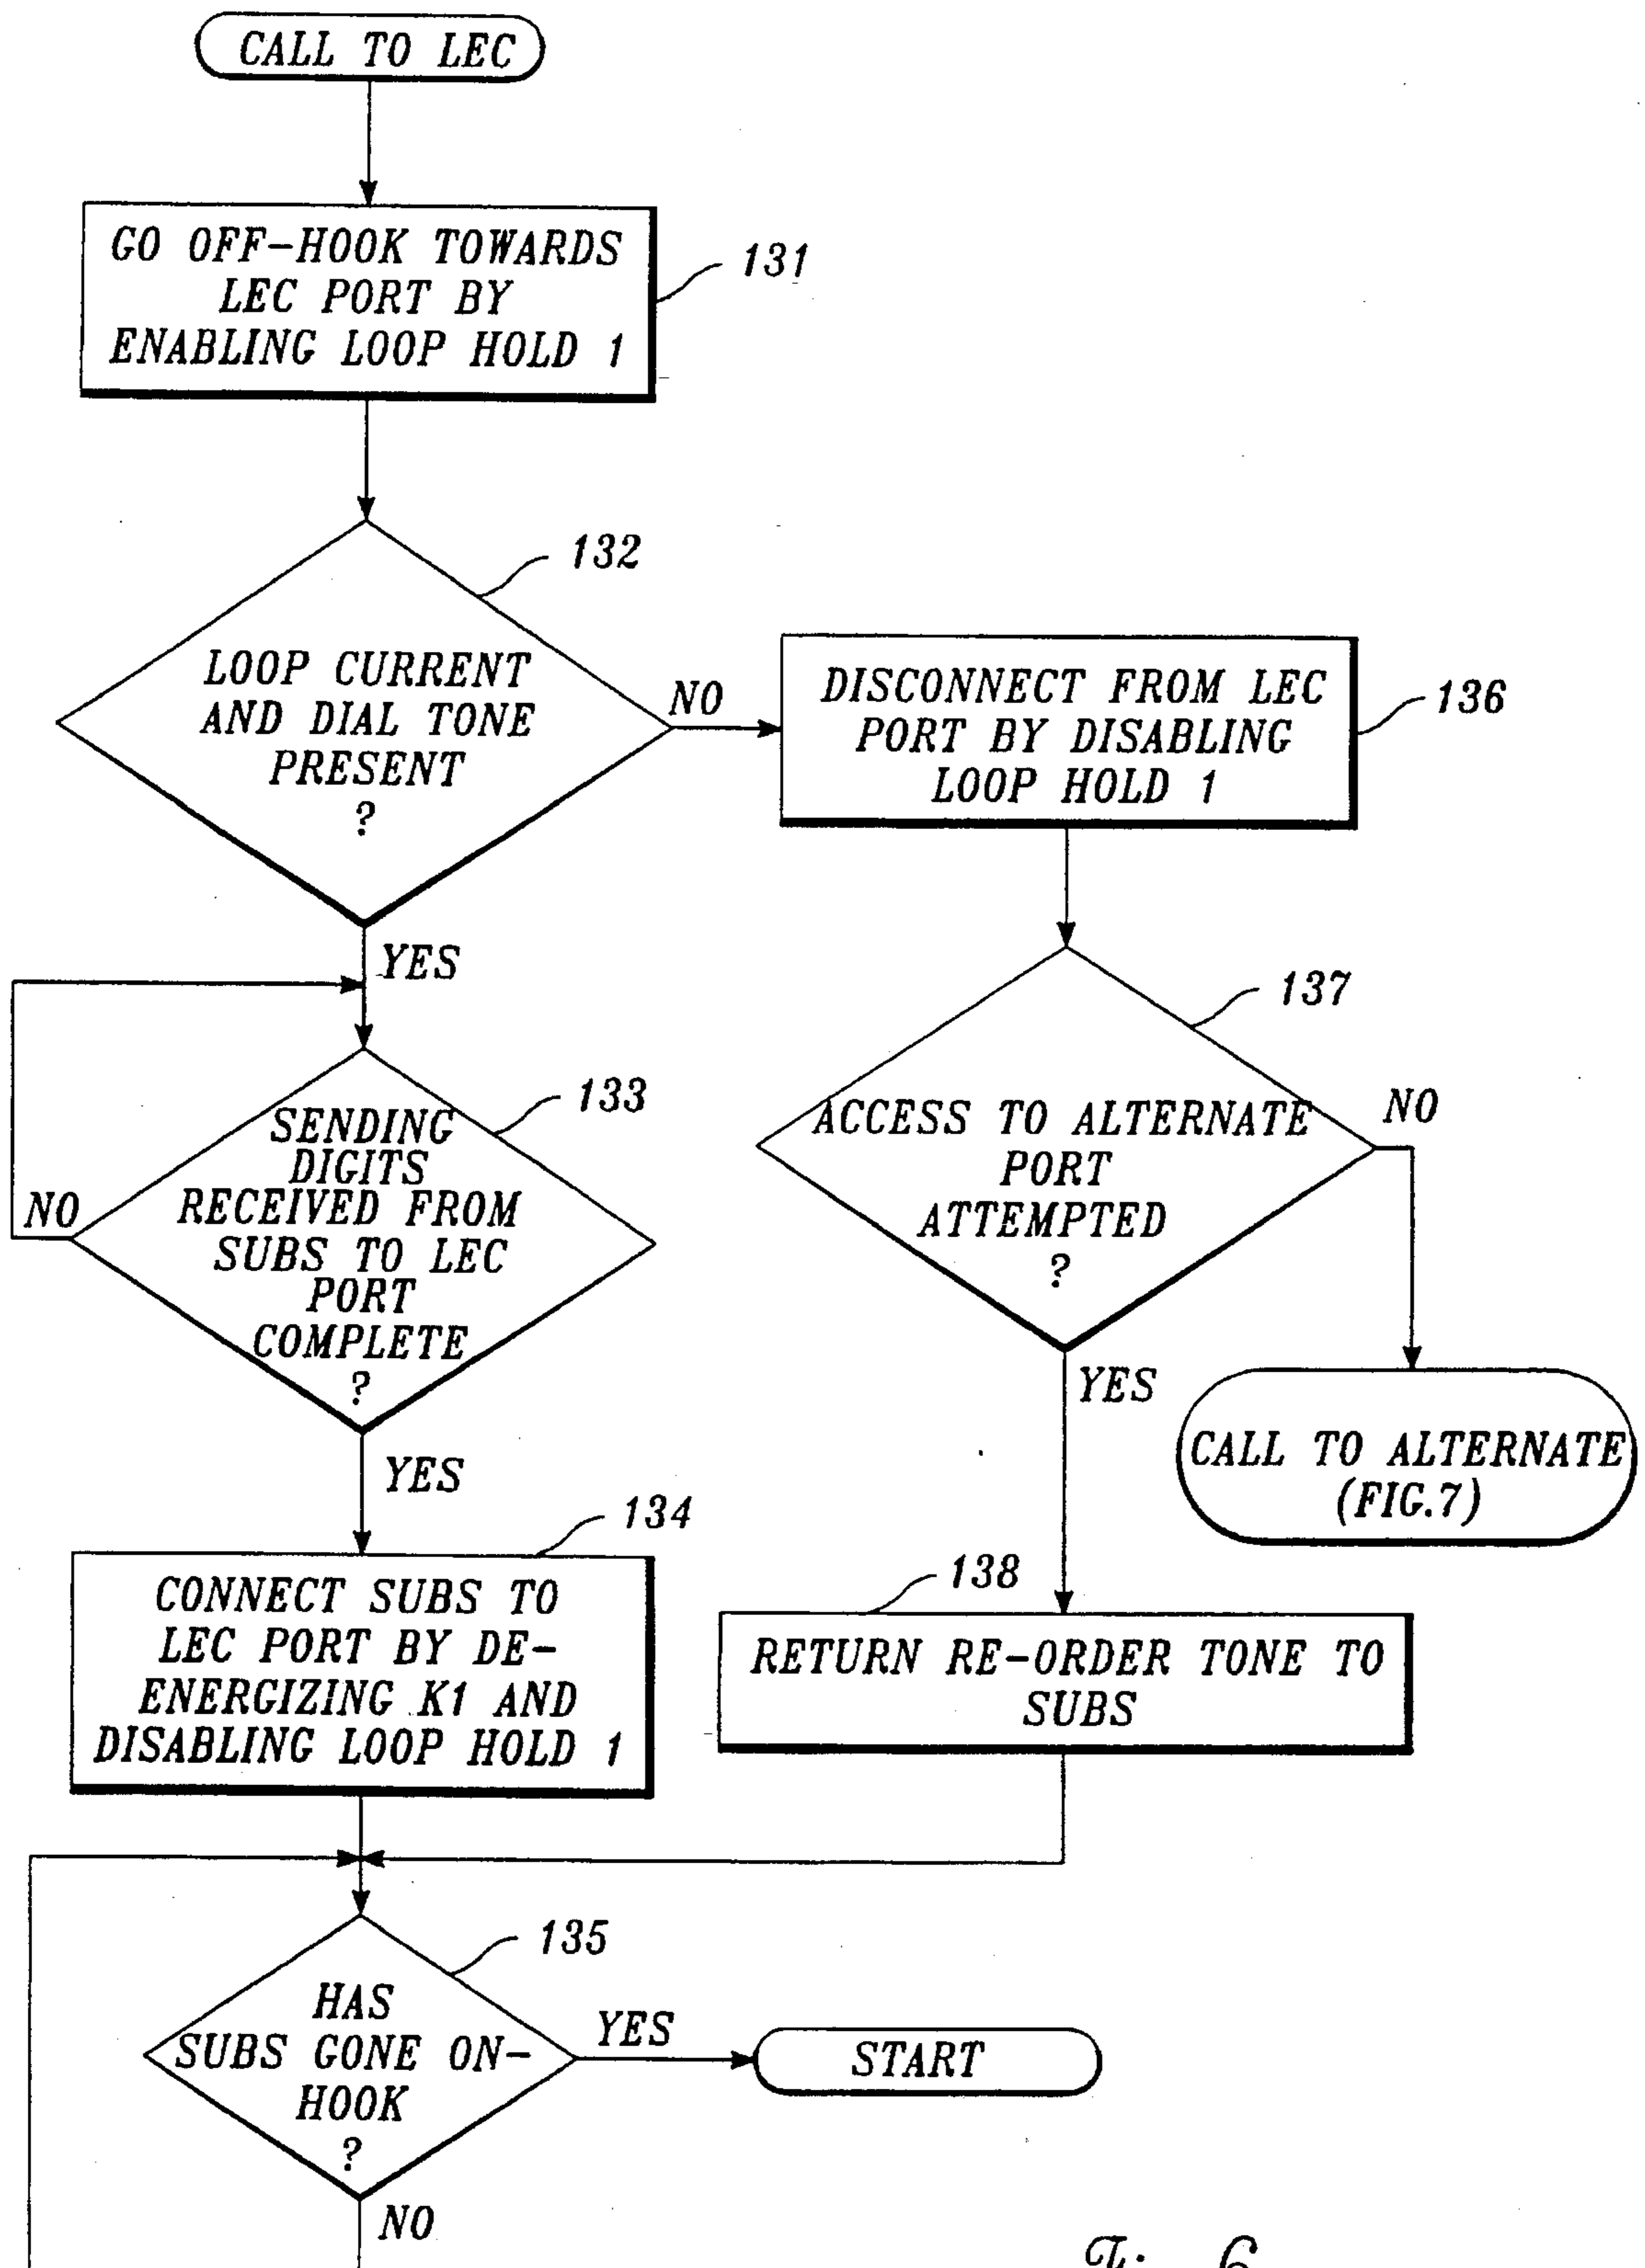 CALL TO LEC
GO OFF-HOOK TOWARDS
LEC PORT BY
ENABLING LOOP HOLD 1
131
132
LOOP CURRENT
AND DIAL TONE
PRESENT
?
NO
DISCONNECT FROM LEC
PORT BY DISABLING
LOOP HOLD 1
136
YES
137
133
SENDING
DIGITS
RECEIVED FROM
SUBS TO LEC
PORT
COMPLETE
?
NO
ACCESS TO ALTERNATE
PORT
ATTEMPTED
?
NO
YES
YES
CALL TO ALTERNATE
(FIG.7)
134
CONNECT SUBS TO
LEC PORT BY DE-
ENERGIZING K1 AND
DISABLING LOOP HOLD 1
138
RETURN RE-ORDER TONE TO
SUBS
135
HAS
SUBS GONE ON-
HOOK
?
YES
START
NO